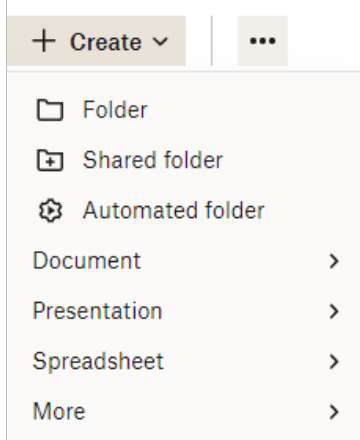 Create
Folder
Shared folder
Automated folder
Document
Presentation
Spreadsheet
More